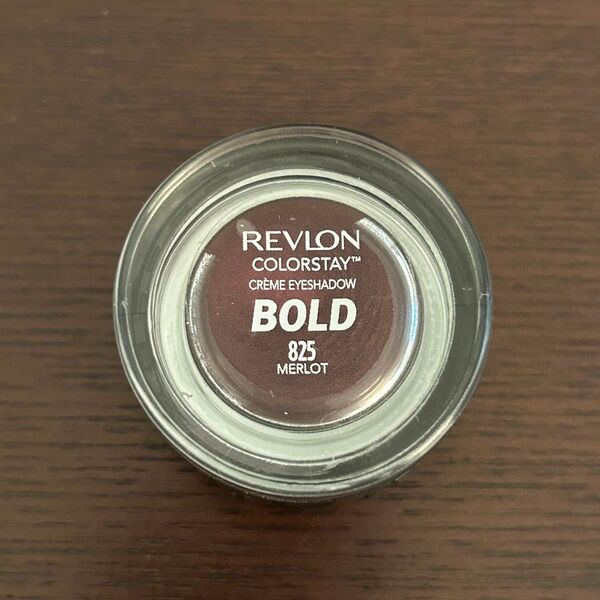 REVLON
COLORSTAY™
CRÈME EYESHADOW
BOLD
825
MERLOT